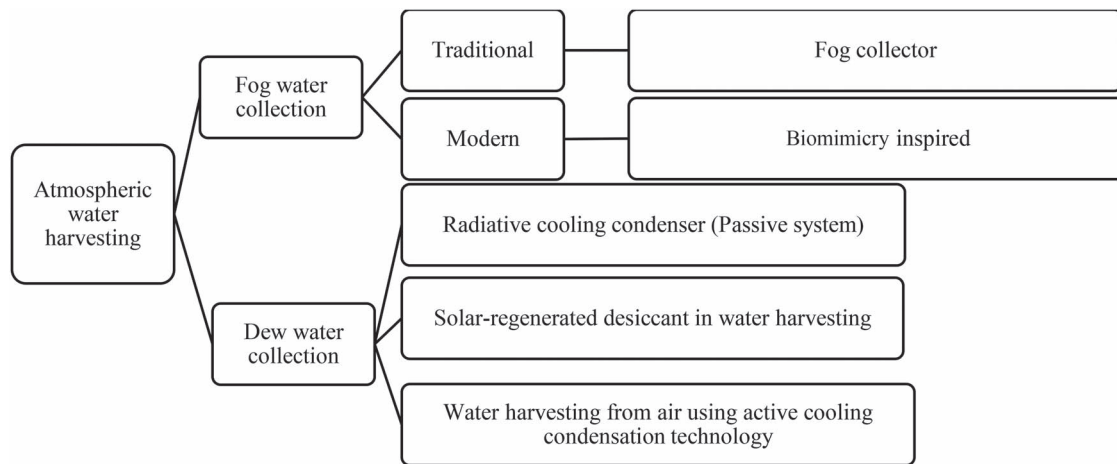 Atmospheric
water
harvesting
Fog water
collection
Traditional
Fog collector
Modern
Biomimicry inspired
Dew water
collection
Radiative cooling condenser (Passive system)
Solar-regenerated desiccant in water harvesting
Water harvesting from air using active cooling
condensation technology